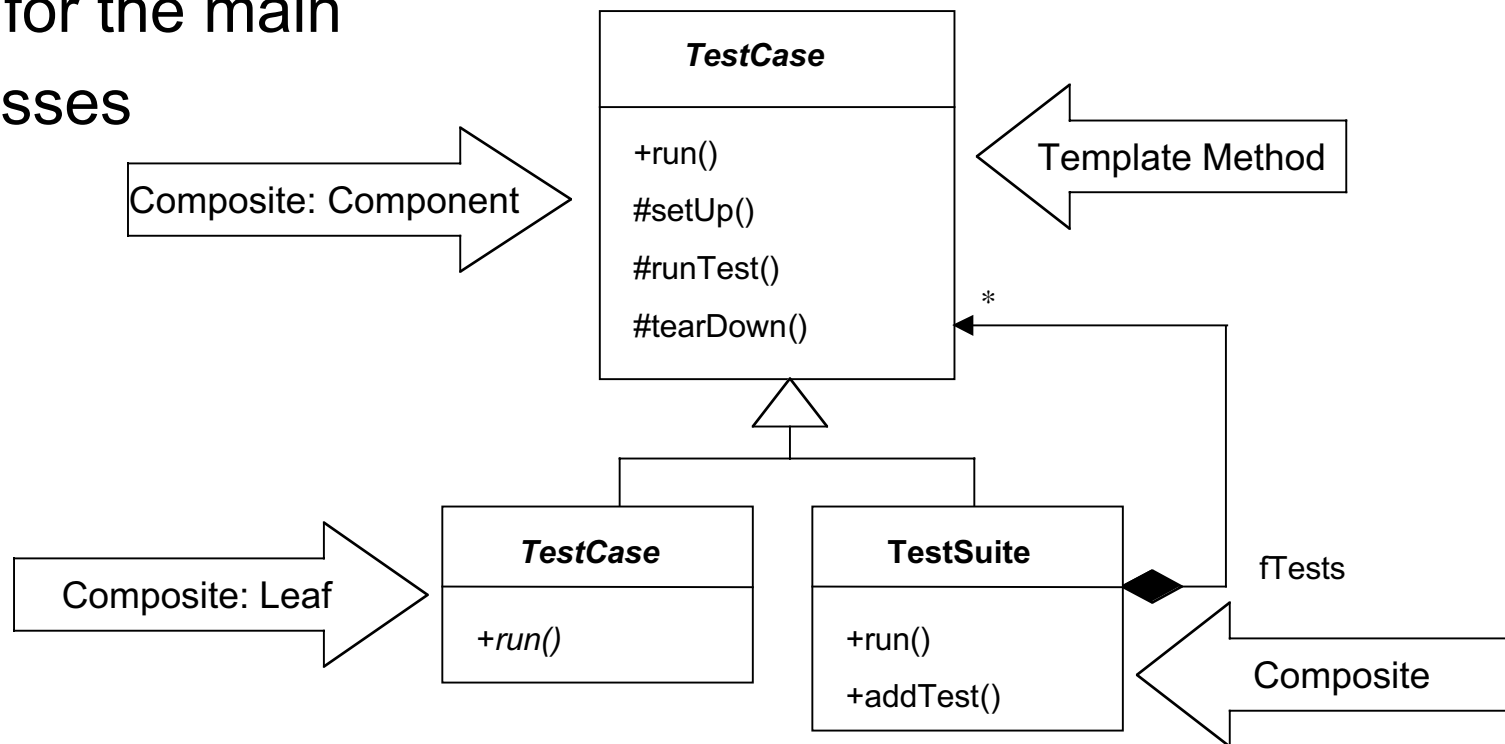 for the main
sses
TestCase
+run()
#setUp()
#runTest()
#tearDown()
Composite: Component
Template Method
*
TestCase
+run()
TestSuite
+run()
+addTest()
fTests
Composite: Leaf
Composite